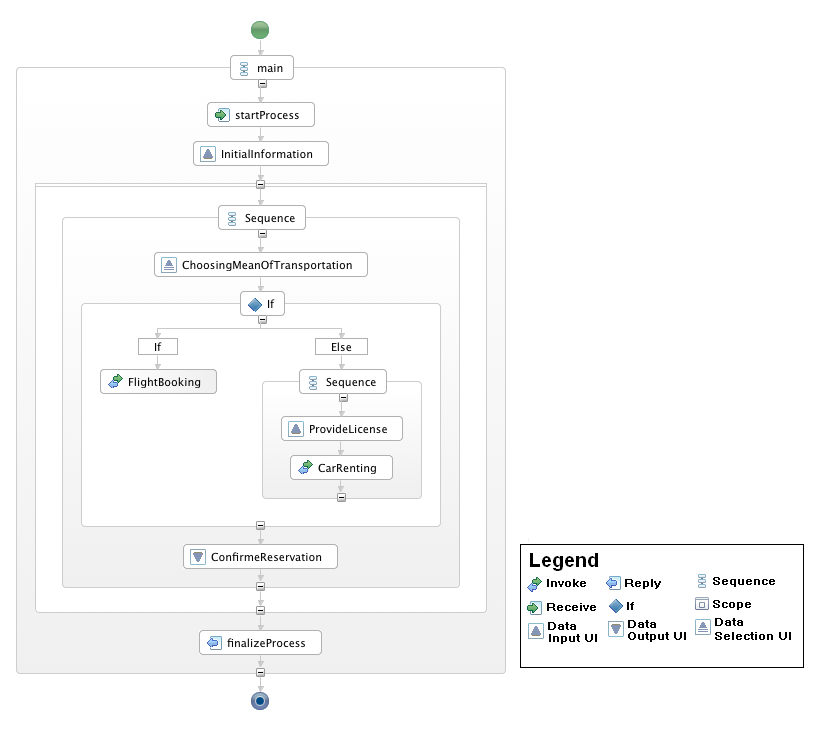 main
startProcess
InitialInformation
Sequence
ChoosingMeanOfTransportation
If
If
Else
FlightBooking
Sequence
ProvideLicense
CarRenting
ConfirmeReservation
finalizeProcess
Legend
Invoke
Reply
Sequence
Receive
If
Scope
Data
Input UI
Data
Output UI
Data
Selection UI